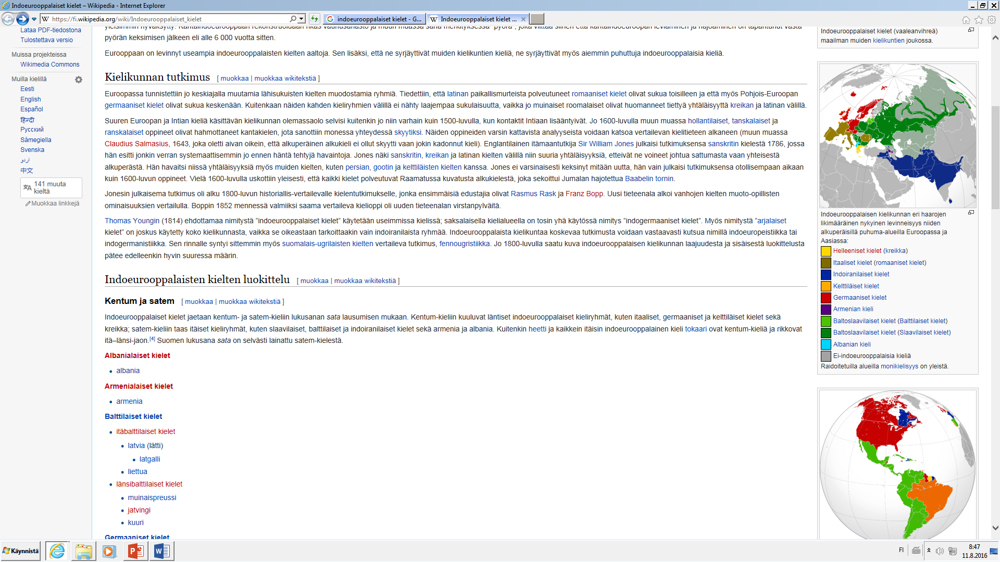 Indoeurooppalaiset kielet – Wikipedia - Internet Explorer
https://fi.wikipedia.org/wiki/Indoeurooppalaiset_kielet
indoeurooppalaiset kielet - G...
Indoeurooppalaiset kielet ...
Lataa PDF-tiedostona
Tulostettava versio
Muissa projekteissa
Wikimedia Commons
Muilla kielillä
Eesti
English
Español
हिन्दी
Русский
Sámegiella
Svenska
اردو
中文
141 muuta
kieltä
Muokkaa linkkejä
yleisimmin hyväksytty. Kantaindoeurooppaan rekonstruoidaan rikas vaunusanasto ja muun muassa sana merkityksessä "pyörä", joka viittaa siihen että kantaindoeuroopan leviäminen ja hajoaminen on tapahtunut vasta
pyörän keksimisen jälkeen eli alle 6 000 vuotta sitten.
Eurooppaan on levinnyt useampia indoeurooppalaisten kielten aaltoja. Sen lisäksi, että ne syrjäyttivät muiden kielikuntien kieliä, ne syrjäyttivät myös aiemmin puhuttuja indoeurooppalaisia kieliä.
Kielikunnan tutkimus [ muokkaa | muokkaa wikitekstiä ]
Euroopassa tunnistettiin jo keskiajalla muutamia lähisukuisten kielten muodostamia ryhmiä. Tiedettiin, että latinan paikallismurteista polveutuneet romaaniset kielet olivat sukua toisilleen ja että myös Pohjois-Euroopan
germaaniset kielet olivat sukua keskenään. Kuitenkaan näiden kahden kieliryhmien välillä ei nähty laajempaa sukulaisuutta, vaikka jo muinaiset roomalaiset olivat huomanneet tiettyä yhtäläisyyttä kreikan ja latinan välillä.
Suuren Euroopan ja Intian kieliä käsittävän kielikunnan olemassaolo selvisi kuitenkin jo niin varhain kuin 1500-luvulla, kun kontaktit Intiaan lisääntyivät. Jo 1600-luvulla muun muassa hollantilaiset, tanskalaiset ja
ranskalaiset oppineet olivat hahmottaneet kantakielen, jota sanottiin monessa yhteydessä skyytiksi. Näiden oppineiden varsin kattavista analyyseista voidaan katsoa vertailevan kielitieteen alkaneen (muun muassa
Claudius Salmasius, 1643, joka oletti aivan oikein, että alkuperäinen alkukieli ei ollut skyytti vaan jokin kadonnut kieli). Englantilainen itämaantutkija Sir William Jones julkaisi tutkimuksensa sanskritin kielestä 1786, jossa
hän esitti jonkin verran systemaattisemmin jo ennen häntä tehtyjä havaintoja. Jones näki sanskritin, kreikan ja latinan kielten välillä niin suuria yhtäläisyyksiä, etteivät ne voineet johtua sattumasta vaan yhteisestä
alkuperästä. Hän havaitsi niissä yhtäläisyyksiä myös muiden kielten, kuten persian, gootin ja kelttiläisten kielten kanssa. Jones ei varsinaisesti keksinyt mitään uutta, hän vain julkaisi tutkimuksensa otollisempaan aikaan
kuin 1600-luvun oppineet. Vielä 1600-luvulla uskottiin yleisesti, että kaikki kielet polveutuvat Raamatussa kuvatusta alkukielestä, joka sekoittui Jumalan hajotettua Baabelin tornin.
Jonesin julkaisema tutkimus oli alku 1800-luvun historiallis-vertailevalle kielentutkimukselle, jonka ensimmäisiä edustajia olivat Rasmus Rask ja Franz Bopp. Uusi tieteenala alkoi vanhojen kielten muoto-opillisten
ominaisuuksien vertailulla. Boppin 1852 mennessä valmiiksi saama vertaileva kielioppi oli uuden tieteenalan virstanpylväitä.
Thomas Youngin (1814) ehdottamaa nimitystä ”indoeurooppalaiset kielet” käytetään useimmissa kielissä; saksalaisella kielialueella on tosin yhä käytössä nimitys ”indogermaaniset kielet”. Myös nimitystä ”arjalaiset
kielet” on joskus käytetty koko kielikunnasta, vaikka se oikeastaan tarkoittaakin vain indoiranilaista ryhmää. Indoeurooppalaista kielikuntaa koskevaa tutkimusta voidaan vastaavasti kutsua nimillä indoeuropeistiikka tai
indogermanistiikka. Sen rinnalle syntyi sittemmin myös suomalais-ugrilaisten kielten vertaileva tutkimus, fennougristiikka. Jo 1800-luvulla saatu kuva indoeurooppalaisen kielikunnan laajuudesta ja sisäisestä luokittelusta
pätee edelleenkin hyvin suuressa määrin.
Indoeurooppalaisten kielten luokittelu [ muokkaa | muokkaa wikitekstiä ]
Kentum ja satem [ muokkaa | muokkaa wikitekstiä ]
Indoeurooppalaiset kielet jaetaan kentum- ja satem-kieliin lukusanan sata lausumisen mukaan. Kentum-kieliin kuuluvat läntiset indoeurooppalaiset kieliryhmät, kuten itaaliset, germaaniset ja kelttiläiset kielet sekä
kreikka; satem-kieliin taas itäiset kieliryhmät, kuten slaavilaiset, balttilaiset ja indoiranilaiset kielet sekä armenia ja albania. Kuitenkin heetti ja kaikkein itäisin indoeurooppalainen kieli tokaari ovat kentum-kieliä ja rikkovat
itä–länsi-jaon.[4] Suomen lukusana sata on selvästi lainattu satem-kielestä.
Albanialaiset kielet
albania
Armenialaiset kielet
armenia
Balttilaiset kielet
itäbalttilaiset kielet
latvia (lätti)
latgalli
liettua
länsibalttilaiset kielet
muinaispreussi
jatvingi
kuuri
Germaaniset kielet
Indoeurooppalaiset kielet (vaaleanvihreä)
maailman muiden kielikuntien joukossa.
Indoeurooppalaisen kielikunnan eri haarojen
likimääräinen nykyinen levinneisyys niiden
alkuperäisillä puhuma-alueilla Euroopassa ja
Aasiassa:
Helleeniset kielet (kreikka)
Itaaliset kielet (romaaniset kielet)
Indoiranilaiset kielet
Kelttiläiset kielet
Germaaniset kielet
Armenian kieli
Baltoslaavilaiset kielet (Balttilaiset kielet)
Baltoslaavilaiset kielet (Slaavilaiset kielet)
Albanian kieli
Ei-indoeurooppalaisia kieliä
Raidoitetuilla alueilla monikielisyys on yleistä.
Käynnistä
FI
8:47
11.8.2016